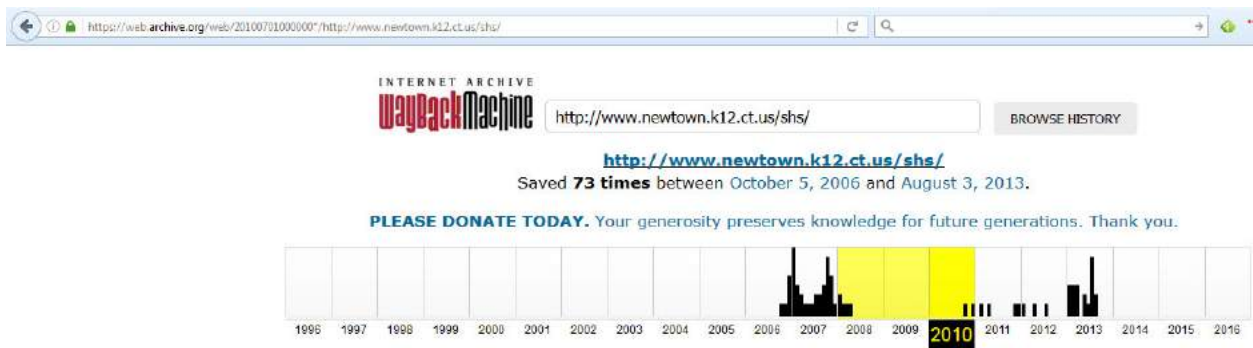 https://web.archive.org/web/20100701000000*/http://www.newtown.k12.ct.us/shs/
INTERNET ARCHIVE
WayBackMachine
http://www.newtown.k12.ct.us/shs/
BROWSE HISTORY
http://www.newtown.k12.ct.us/shs/
Saved 73 times between October 5, 2006 and August 3, 2013.
PLEASE DONATE TODAY. Your generosity preserves knowledge for future generations. Thank you.
1996 1997 1998 1999 2000 2001 2002 2003 2004 2005 2006 2007 2008 2009 2010 2011 2012 2013 2014 2015 2016